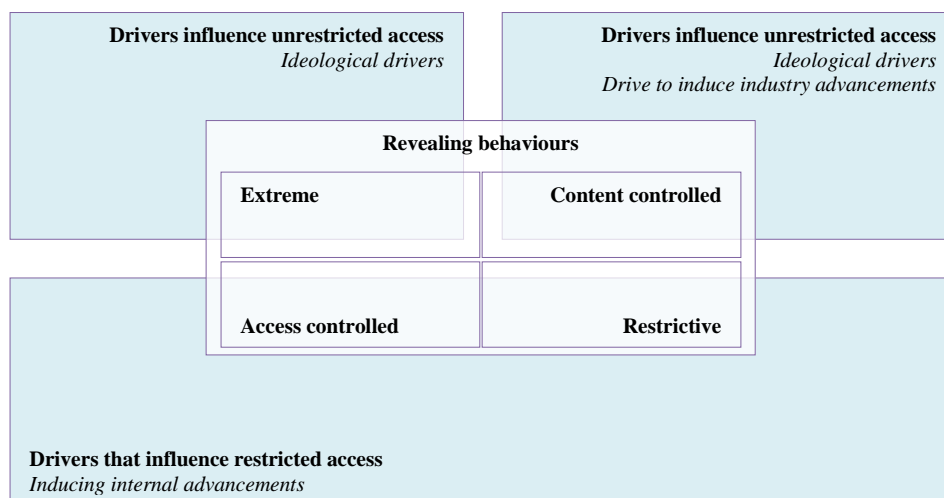 Drivers influence unrestricted access
Ideological drivers
Drivers influence unrestricted access
Ideological drivers
Drive to induce industry advancements
Revealing behaviours
Extreme
Content controlled
Access controlled
Restrictive
Drivers that influence restricted access
Inducing internal advancements